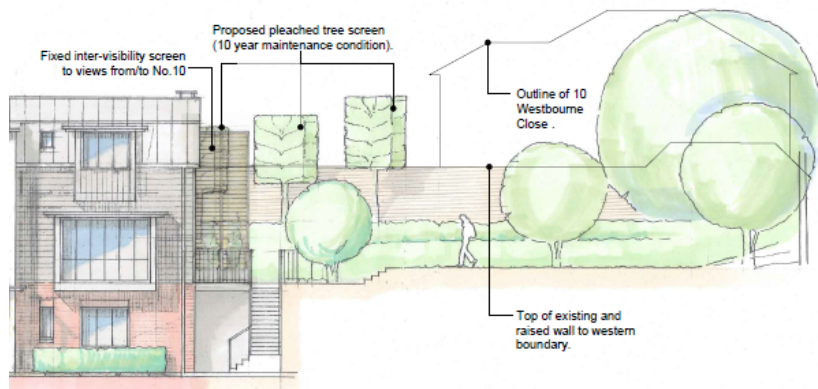 Proposed pleached tree screen
(10 year maintenance condition).
Fixed inter-visibility screen
to views from/to No.10
Outline of 10
Westbourne
Close .
Top of existing and
raised wall to western
boundary.